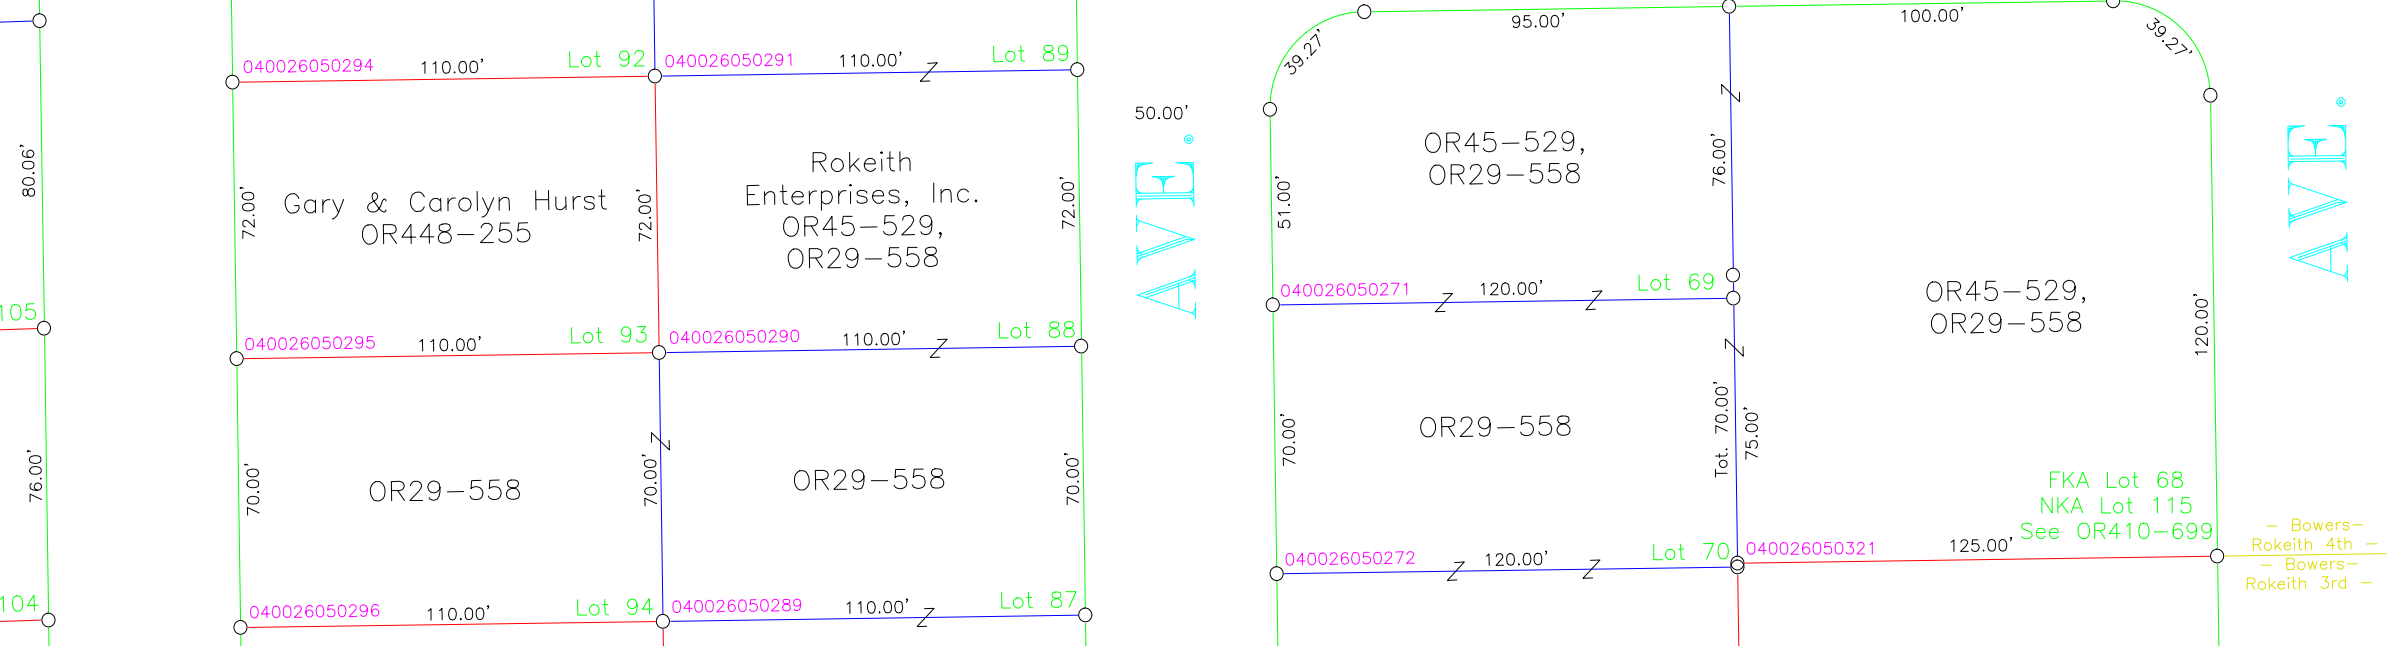 80.06'
105
76.00'
104
040026050294
110.00'
Lot 92
040026050291
110.00'
Z
Lot 89
72.00'
Gary & Carolyn Hurst
OR448-255
72.00'
Rokeith
Enterprises, Inc.
OR45-529,
OR29-558
72.00'
040026050295
110.00'
Lot 93
040026050290
110.00'
Z
Lot 88
70.00'
OR29-558
Z
70.00'
OR29-558
70.00'
040026050296
110.00'
Lot 94
040026050289
110.00'
Z
Lot 87
50.00'
AVE.
39.27'
95.00'
100.00'
39.27'
Z
OR45-529,
OR29-558
76.00'
51.00'
040026050271
Z
120.00'
Z
Lot 69
OR45-529,
OR29-558
120.00'
Z
70.00'
OR29-558
Tot. 70.00'
75.00'
040026050272
Z
120.00'
Z
Lot 70
040026050321
125.00'
FKA Lot 68
NKA Lot 115
See OR410-699
AVE.
- Bowers-
Rokeith 4th -
- Bowers-
Rokeith 3rd -